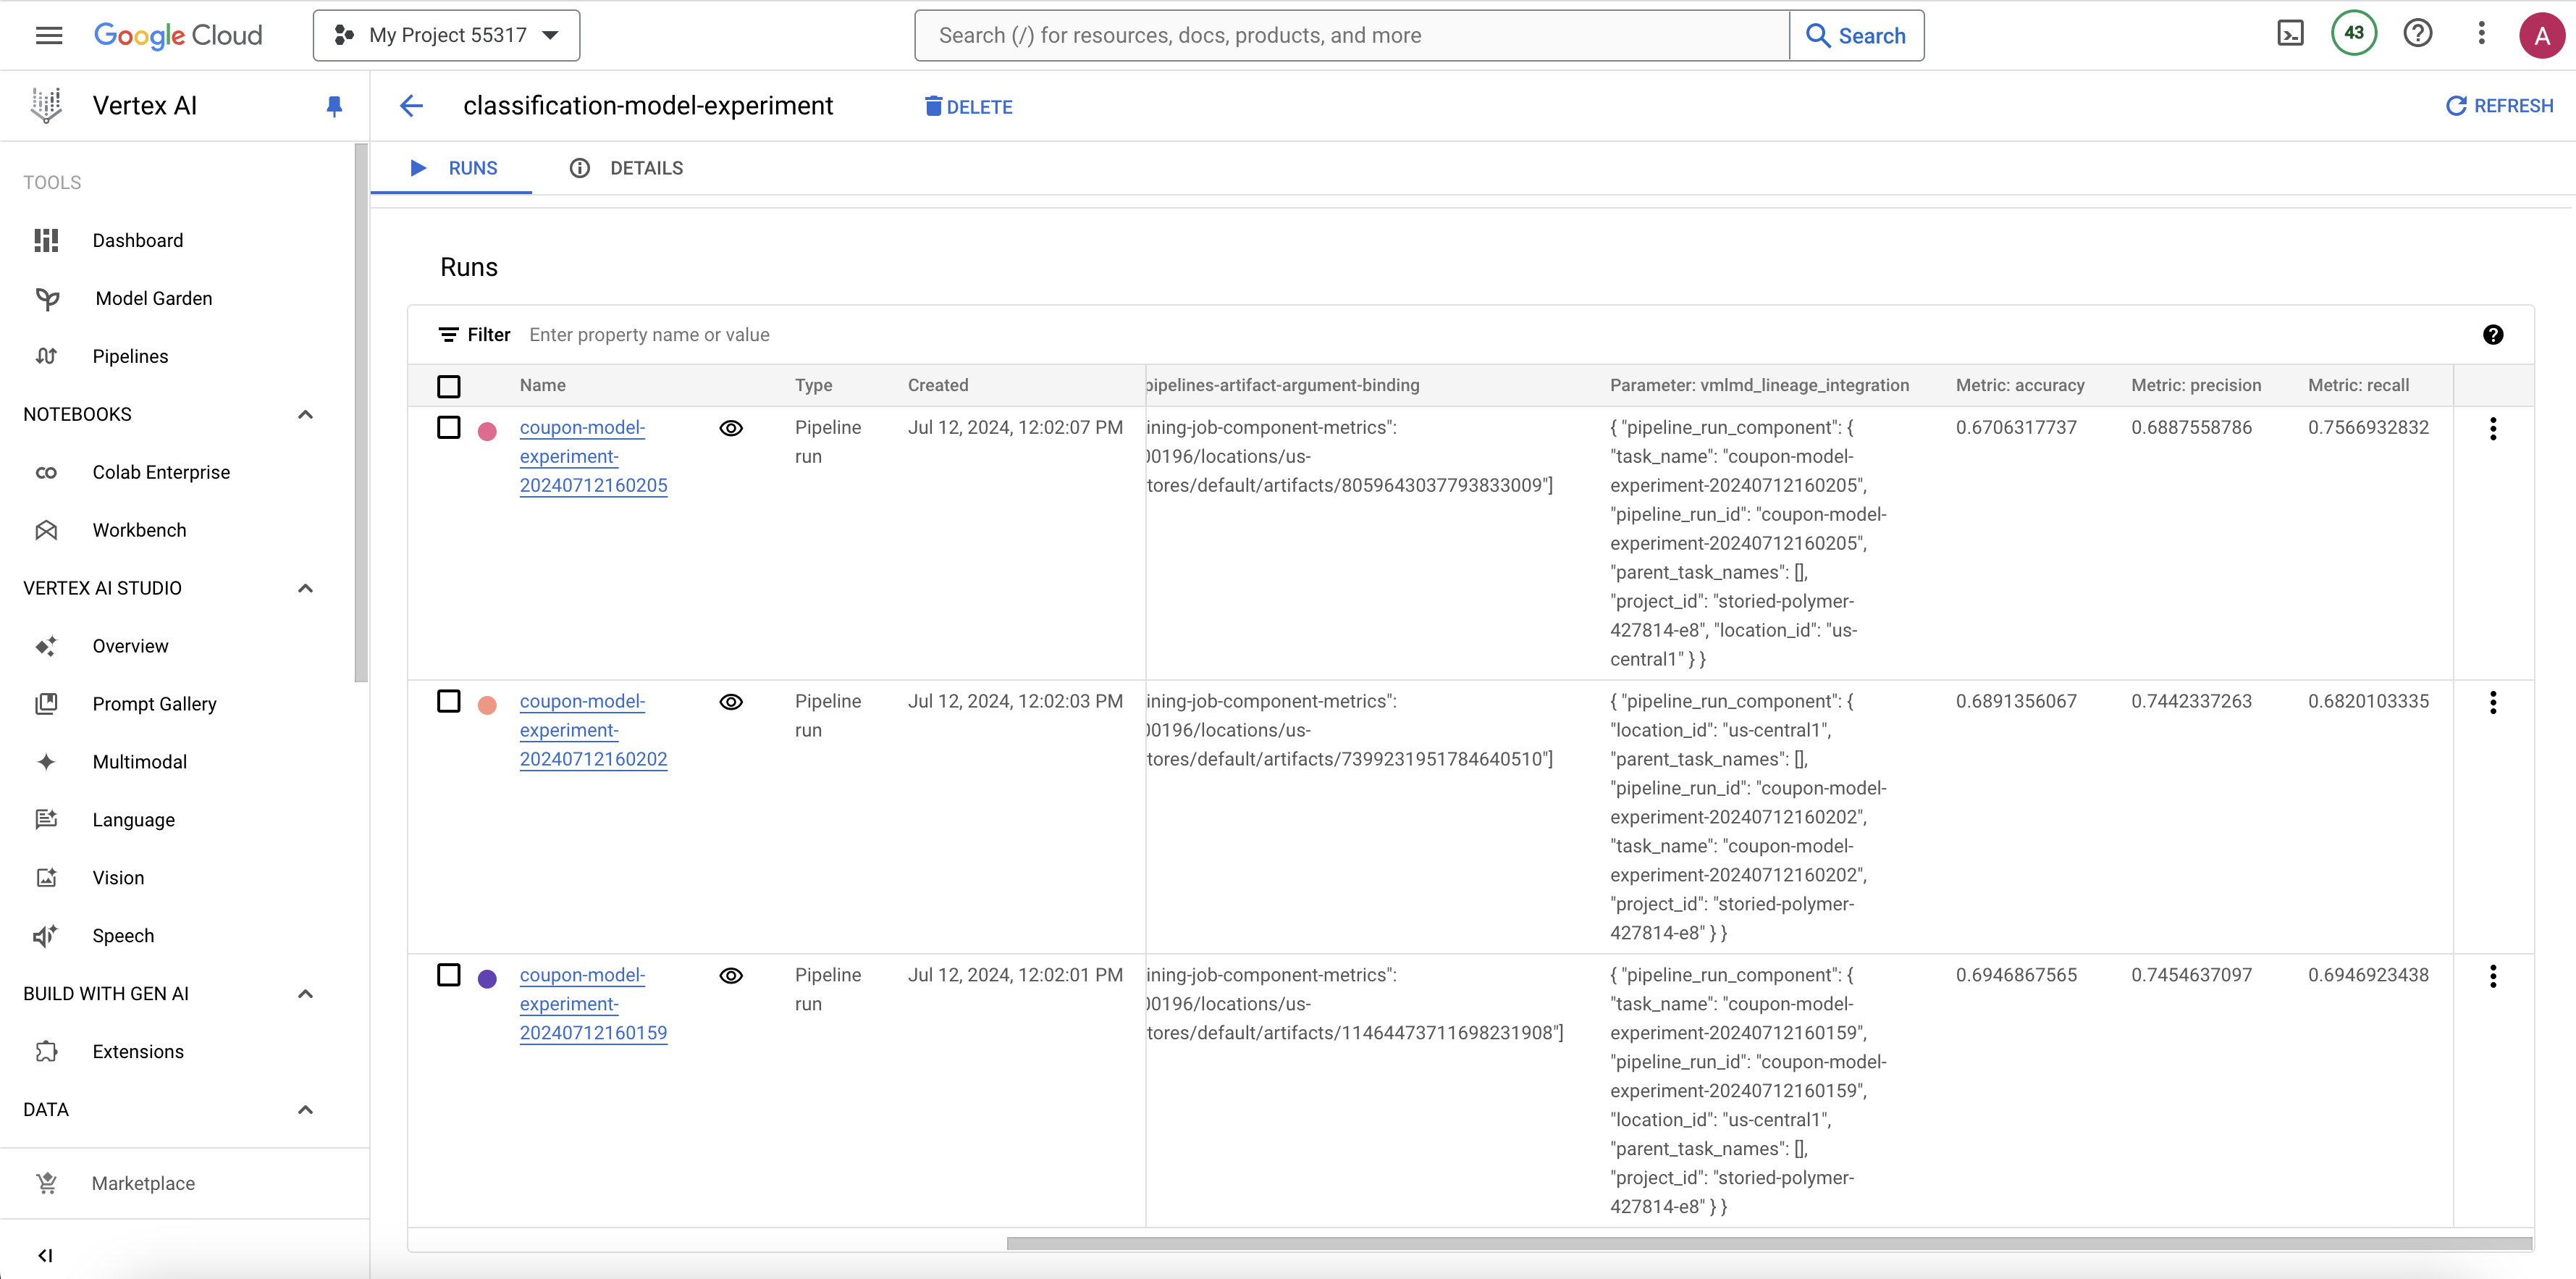 Google Cloud
My Project 55317
Search (/) for resources, docs, products, and more
Search
43
A
Vertex AI
classification-model-experiment
DELETE
REFRESH
RUNS
DETAILS
TOOLS
Dashboard
Model Garden
Pipelines
NOTEBOOKS
Colab Enterprise
Workbench
VERTEX AI STUDIO
Overview
Prompt Gallery
Multimodal
Language
Vision
Speech
BUILD WITH GEN AI
Extensions
DATA
Marketplace
Runs
Filter Enter property name or value
Name Type Created pipelines-artifact-argument-binding Parameter: vmlmd_lineage_integration Metric: accuracy Metric: precision Metric: recall
coupon-model-
experiment-
20240712160205
Pipeline
run
Jul 12, 2024, 12:02:07 PM
ining-job-component-metrics":
00196/locations/us-
tores/default/artifacts/8059643037793833009"]
{ "pipeline_run_component": {
"task_name": "coupon-model-
experiment-20240712160205",
"pipeline_run_id": "coupon-model-
experiment-20240712160205",
"parent_task_names": [],
"project_id": "storied-polymer-
427814-e8", "location_id": "us-
central1" } }
0.6706317737
0.6887558786
0.7566932832
coupon-model-
experiment-
20240712160202
Pipeline
run
Jul 12, 2024, 12:02:03 PM
ining-job-component-metrics":
00196/locations/us-
tores/default/artifacts/7399231951784640510"]
{ "pipeline_run_component": {
"location_id": "us-central1",
"parent_task_names": [],
"pipeline_run_id": "coupon-model-
experiment-20240712160202",
"task_name": "coupon-model-
experiment-20240712160202",
"project_id": "storied-polymer-
427814-e8" } }
0.6891356067
0.7442337263
0.6820103335
coupon-model-
experiment-
20240712160159
Pipeline
run
Jul 12, 2024, 12:02:01 PM
ining-job-component-metrics":
00196/locations/us-
tores/default/artifacts/11464473711698231908"]
{ "pipeline_run_component": {
"task_name": "coupon-model-
experiment-20240712160159",
"pipeline_run_id": "coupon-model-
experiment-20240712160159",
"location_id": "us-central1",
"parent_task_names": [],
"project_id": "storied-polymer-
427814-e8" } }
0.6946867565
0.7454637097
0.6946923438